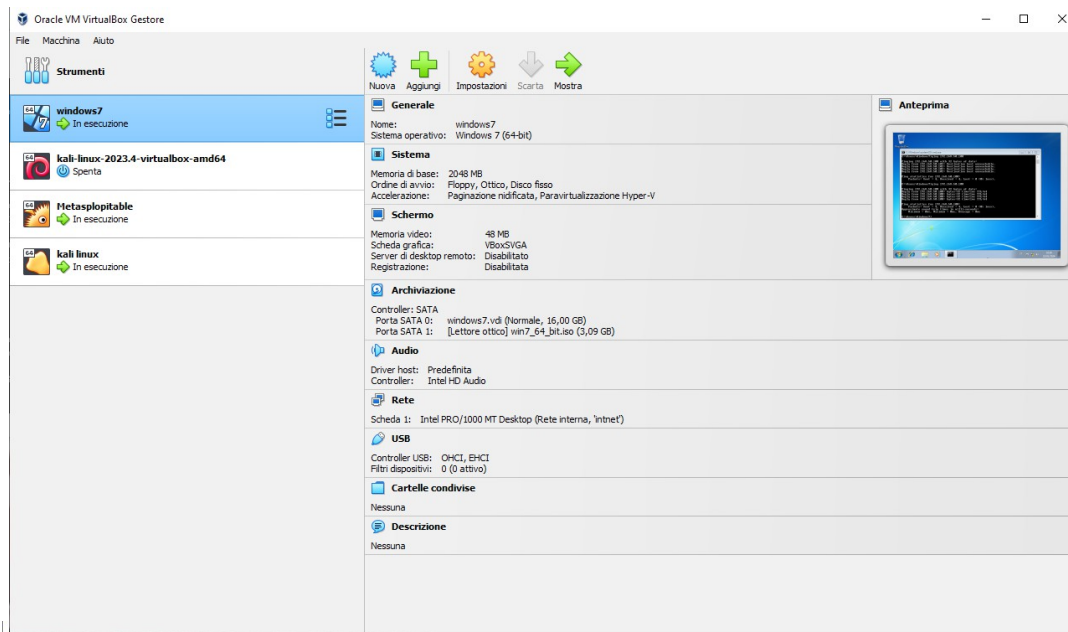 Oracle VM VirtualBox Gestore
File Macchina Aiuto
Strumenti
Nuova Aggiungi Impostazioni Scarta Mostra
64 windows7
In esecuzione
64 kali-linux-2023.4-virtualbox-amd64
Spenta
64 Metasplopitable
In esecuzione
64 kali linux
In esecuzione
Generale
Nome: windows7
Sistema operativo: Windows 7 (64-bit)
Sistema
Memoria di base: 2048 MB
Ordine di avvio: Floppy, Ottico, Disco fisso
Accelerazione: Paginazione nidificata, Paravirtualizzazione Hyper-V
Schermo
Memoria video: 48 MB
Scheda grafica: VBoxSVGA
Server di desktop remoto: Disabilitato
Registrazione: Disabilitata
Archiviazione
Controller: SATA
Porta SATA 0: windows7.vdi (Normale, 16,00 GB)
Porta SATA 1: [Lettore ottico] win7_64_bit.iso (3,09 GB)
Audio
Driver host: Predefinita
Controller: Intel HD Audio
Rete
Scheda 1: Intel PRO/1000 MT Desktop (Rete interna, 'intnet')
USB
Controller USB: OHCI, EHCI
Filtri dispositivi: 0 (0 attivo)
Cartelle condivise
Nessuna
Descrizione
Nessuna
Anteprima